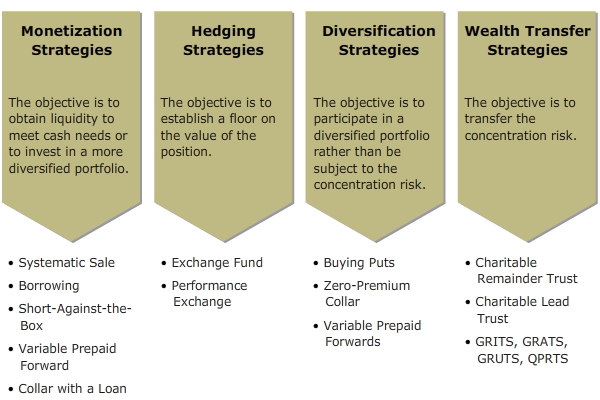 Monetization
Strategies
The objective is to
obtain liquidity to
meet cash needs or
to invest in a more
diversified portfolio.
• Systematic Sale
• Borrowing
• Short-Against-the-
Box
• Variable Prepaid
Forward
• Collar with a Loan
Hedging
Strategies
The objective is to
establish a floor on
the value of the
position.
• Exchange Fund
• Performance
Exchange
Diversification
Strategies
The objective is to
participate in a
diversified portfolio
rather than be
subject to the
concentration risk.
• Buying Puts
• Zero-Premium
Collar
• Variable Prepaid
Forwards
Wealth Transfer
Strategies
The objective is to
transfer the
concentration risk.
• Charitable
Remainder Trust
• Charitable Lead
Trust
• GRITS, GRATS,
GRUTS, QPRTS